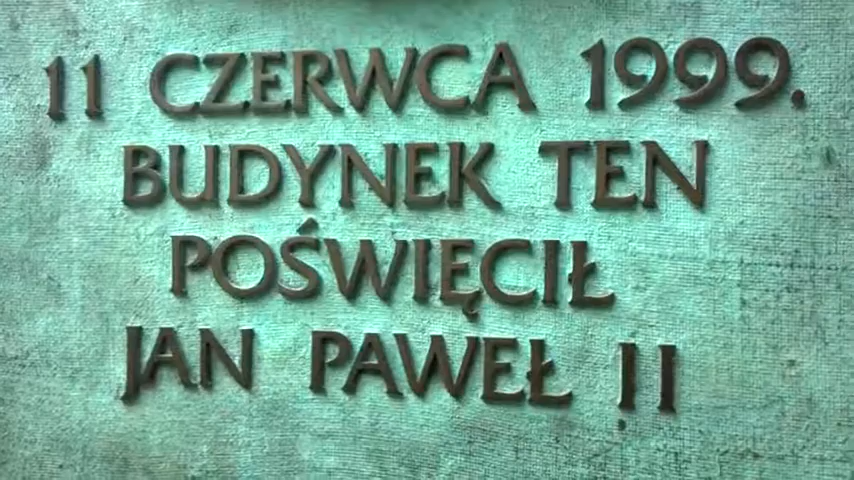 11 CZERWCA 1999.
BUDYNEK TEN
POŚWIĘCIŁ
JAN PAWEŁ II